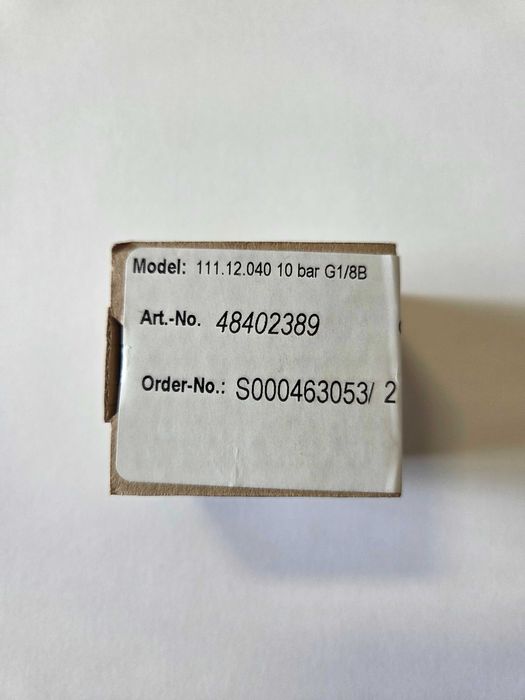 Model: 111.12.040 10 bar G1/8B
Art.-No. 48402389
Order-No.: S000463053/ 2